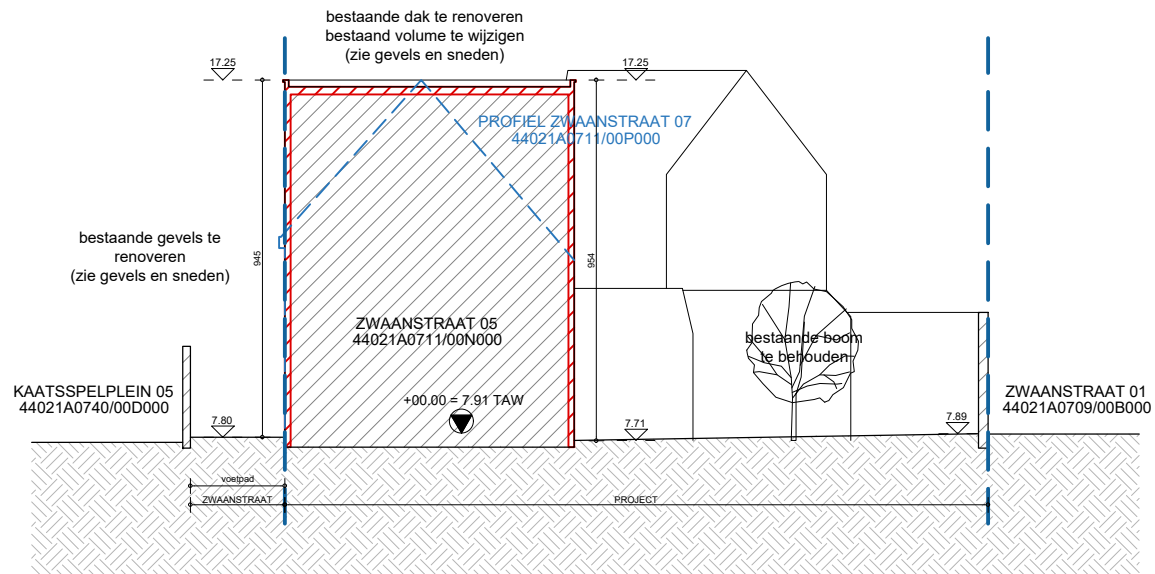 bestaande dak te renoveren
bestaand volume te wijzigen
(zie gevels en sneden)
17.25
17.25
PROFIEL ZWAANSTRAAT 07
44021A0711/00P000
bestaande gevels te
renoveren
(zie gevels en sneden)
945
954
ZWAANSTRAAT 05
44021A0711/00N000
bestaande boom
te behouden
KAATSSPELPLEIN 05
44021A0740/00D000
ZWAANSTRAAT 01
44021A0709/00B000
+00.00 = 7.91 TAW
7.80
7.71
7.89
voetpad
ZWAANSTRAAT
PROJECT